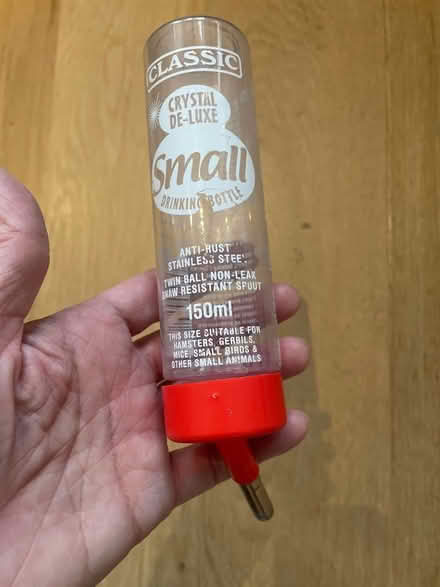 CLASSIC
CRYSTAL
DE-LUXE
Small
DRINKING BOTTLE
ANTI-RUST
STAINLESS STEEL
TWIN BALL NON-LEAK
GNAW RESISTANT SPOUT
150ml
THIS SIZE SUITABLE FOR
HAMSTERS, GERBILS,
MICE, SMALL BIRDS &
OTHER SMALL ANIMALS